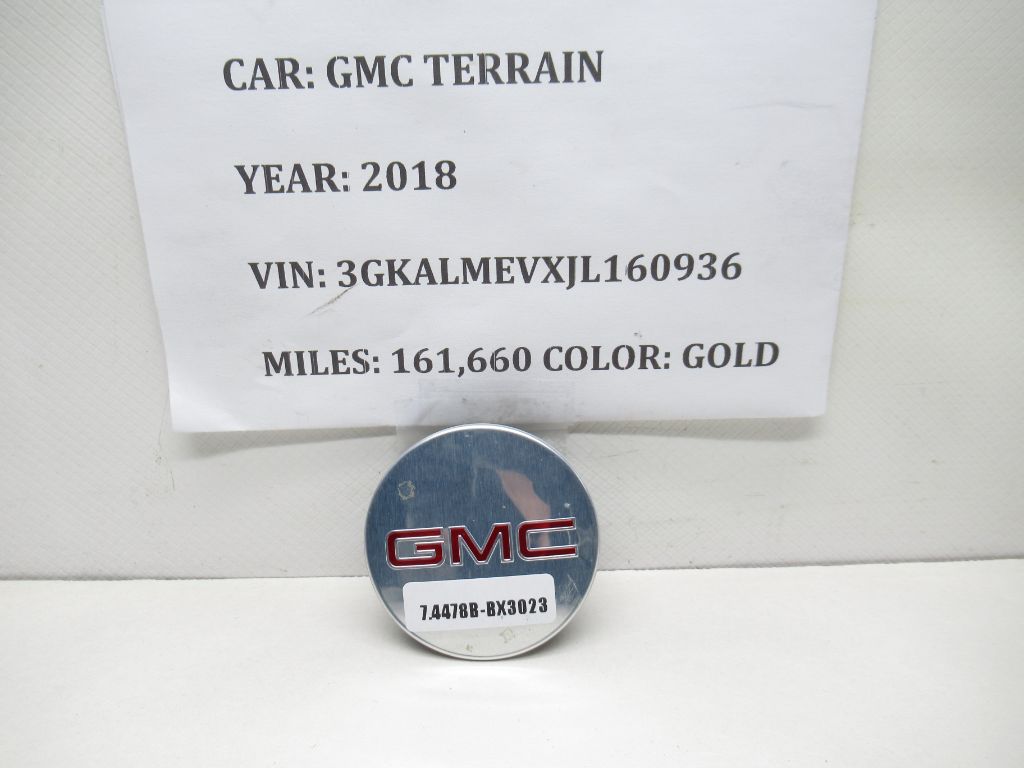 CAR: GMC TERRAIN
YEAR: 2018
VIN: 3GKALMEVXJL160936
MILES: 161,660 COLOR: GOLD
GMC
7.4478B-BX3023